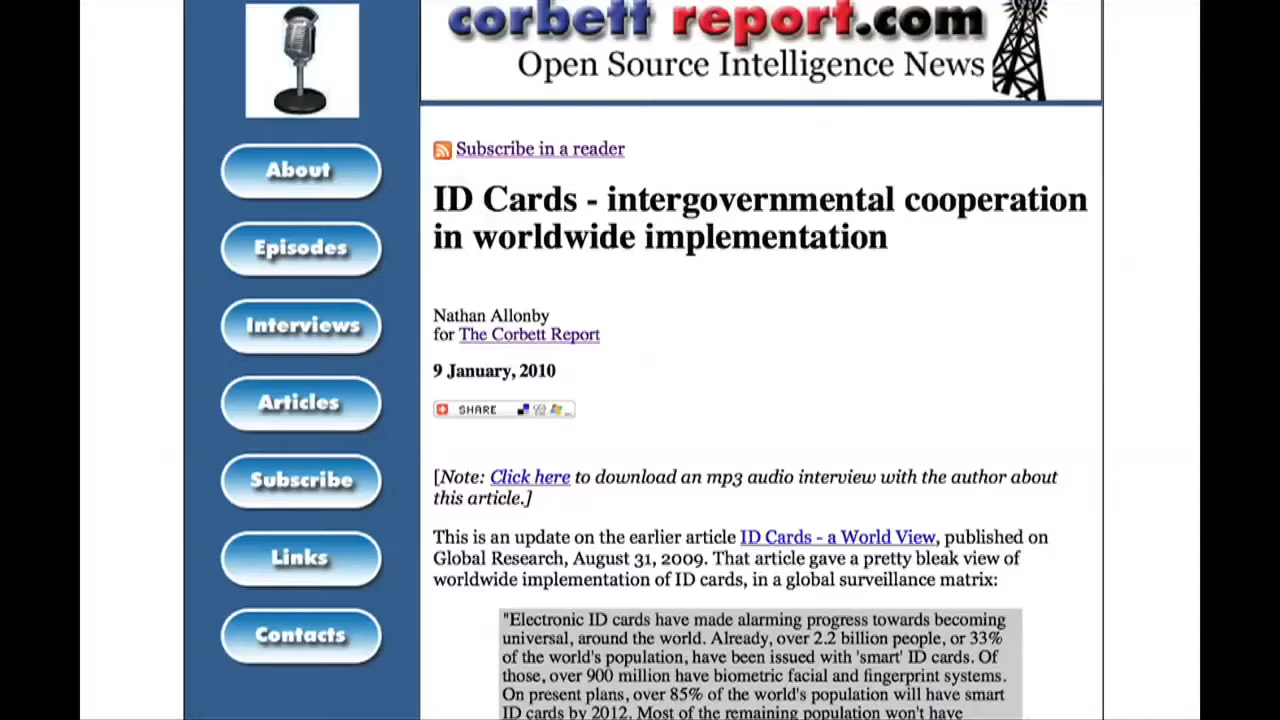 corbett report.com
Open Source Intelligence News
About
Episodes
Interviews
Articles
Subscribe
Links
Contacts
Subscribe in a reader
ID Cards - intergovernmental cooperation
in worldwide implementation
Nathan Allonby
for The Corbett Report
9 January, 2010
SHARE
[Note: Click here to download an mp3 audio interview with the author about
this article.]
This is an update on the earlier article ID Cards - a World View, published on
Global Research, August 31, 2009. That article gave a pretty bleak view of
worldwide implementation of ID cards, in a global surveillance matrix:
"Electronic ID cards have made alarming progress towards becoming
universal, around the world. Already, over 2.2 billion people, or 33%
of the world's population, have been issued with 'smart' ID cards. Of
those, over 900 million have biometric facial and fingerprint systems.
On present plans, over 85% of the world's population will have smart
ID cards by 2012. Most of the remaining population won't have